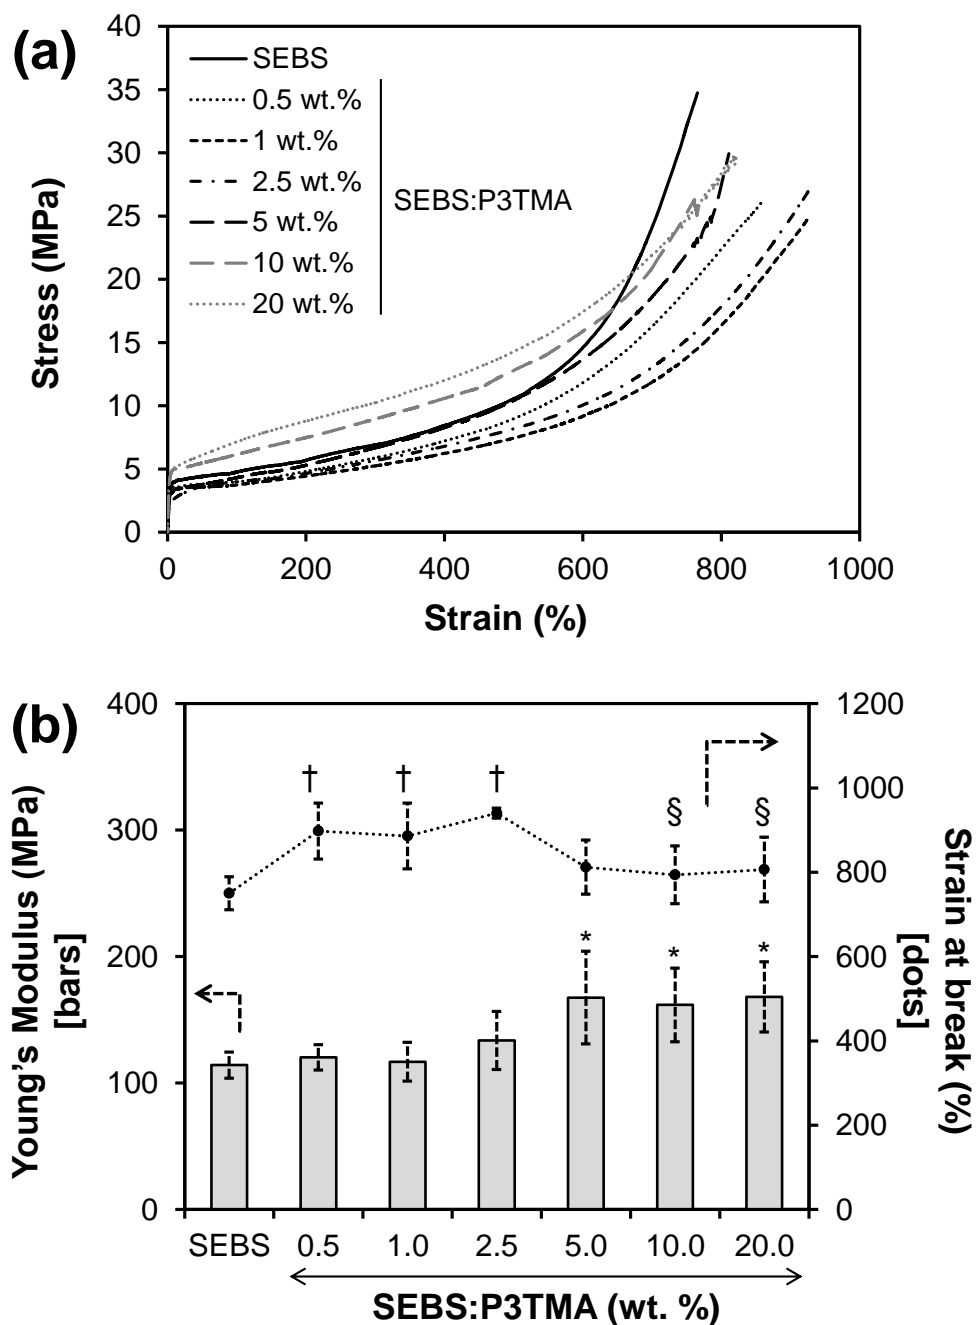 (a)
40
35
30
25
20
15
10
5
0
Stress (MPa)
SEBS
0.5 wt.%
1 wt.%
2.5 wt.%
5 wt.%
10 wt.%
20 wt.%
SEBS:P3TMA
0 200 400 600 800 1000
Strain (%)
(b)
400
300
200
100
0
Young's Modulus (MPa)
[bars]
† † † § §
* * *
1200
1000
800
600
400
200
0
Strain at break (%)
[dots]
SEBS 0.5 1.0 2.5 5.0 10.0 20.0
SEBS:P3TMA (wt. %)